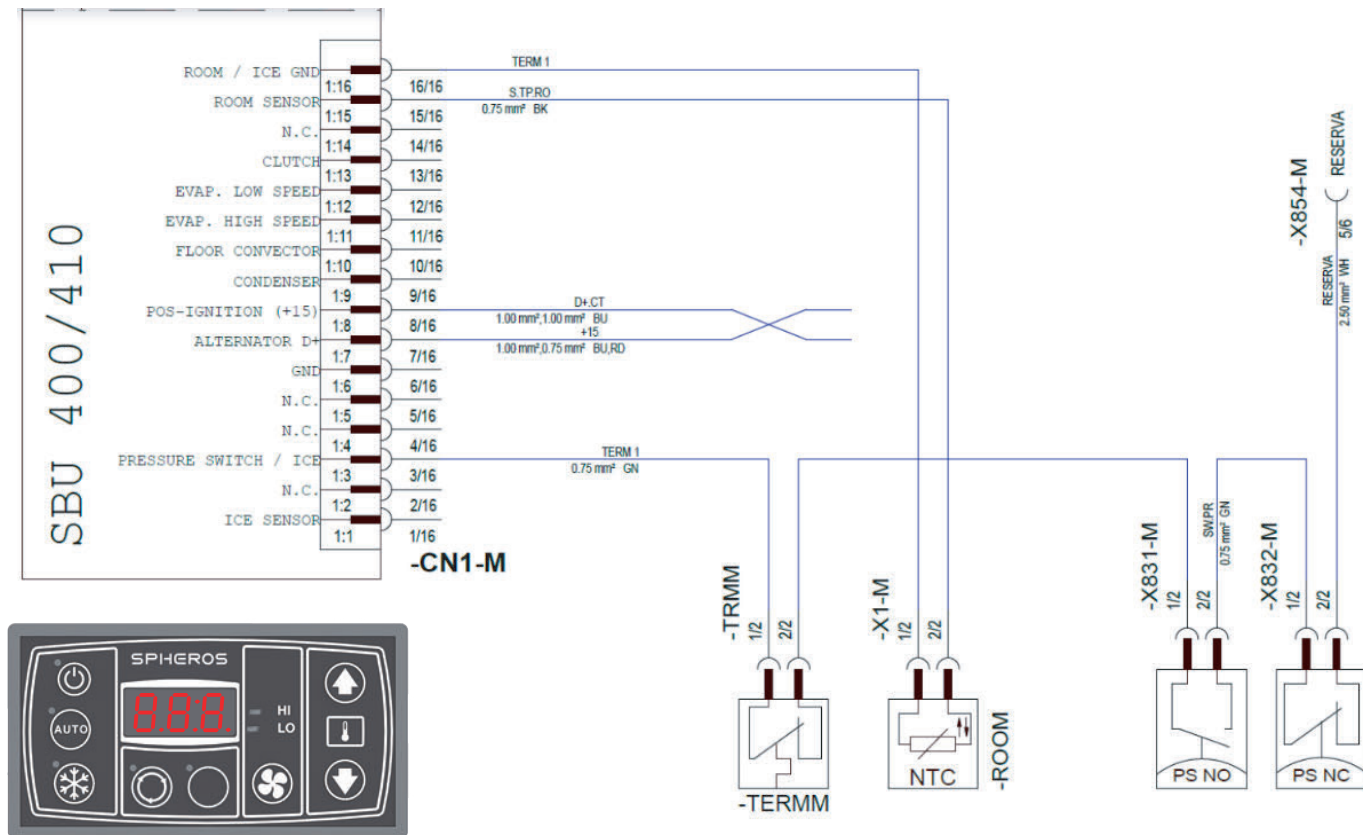 SBU 400/410
ROOM / ICE GND
1:16
16/16
ROOM SENSOR
1:15
15/16
N.C.
1:14
14/16
CLUTCH
1:13
13/16
EVAP. LOW SPEED
1:12
12/16
EVAP. HIGH SPEED
1:11
11/16
FLOOR CONVECTOR
1:10
10/16
CONDENSER
1:9
9/16
POS-IGNITION (+15)
1:8
8/16
ALTERNATOR D+
1:7
7/16
GND
1:6
6/16
N.C.
1:5
5/16
N.C.
1:4
4/16
PRESSURE SWITCH / ICE
1:3
3/16
N.C.
1:2
2/16
ICE SENSOR
1:1
1/16
-CN1-M
TERM 1
S.TP.RO
0.75 mm² BK
D+.CT
1.00 mm²,1.00 mm² BU
+15
1.00 mm²,0.75 mm² BU,RD
TERM 1
0.75 mm² GN
-TRMM
1/2
2/2
-TERMM
-X1-M
1/2
2/2
NTC
-ROOM
-X831-M
1/2
2/2
SW.PR
0.75 mm² GN
PS NO
-X832-M
1/2
2/2
PS NC
-X854-M
RESERVA
5/6
RESERVA
2.50 mm² WH
SPHEROS
8.8:8.
HI
LO
AUTO